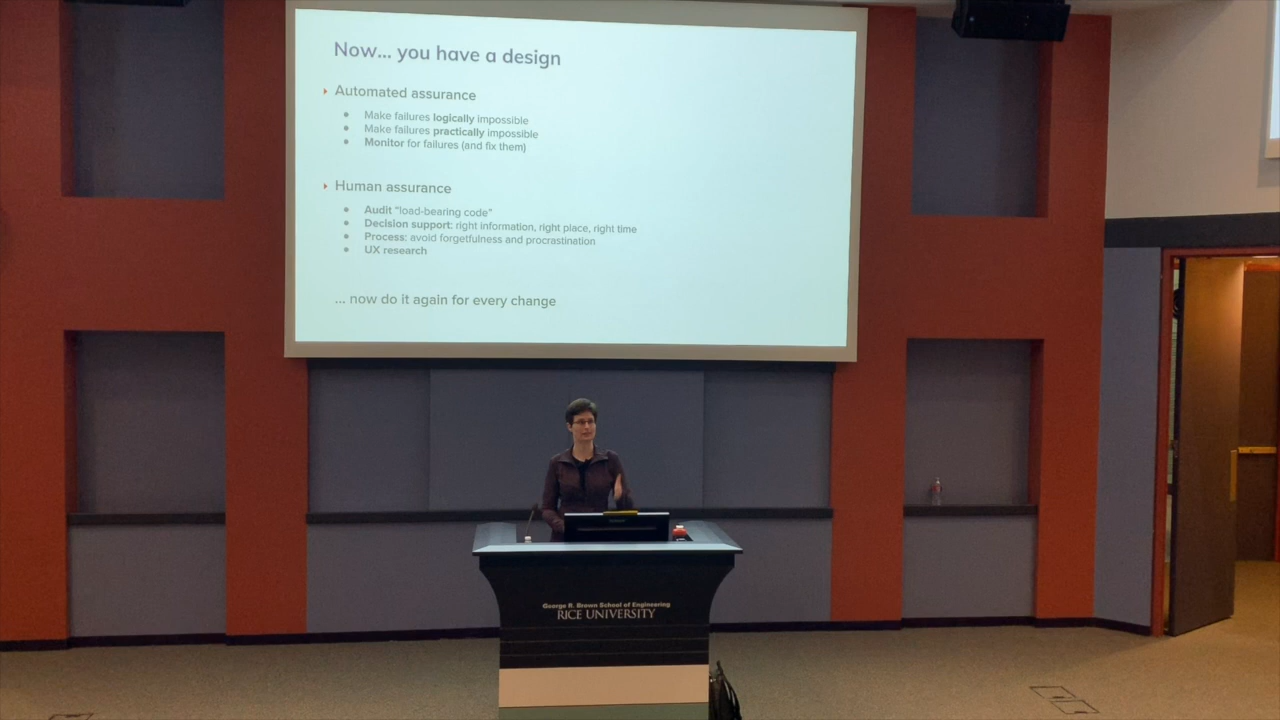 Now... you have a design
Automated assurance
Make failures logically impossible
Make failures practically impossible
Monitor for failures (and fix them)
Human assurance
Audit "load-bearing code"
Decision support: right information, right place, right time
Process: avoid forgetfulness and procrastination
UX research
... now do it again for every change
George R. Brown School of Engineering
RICE UNIVERSITY